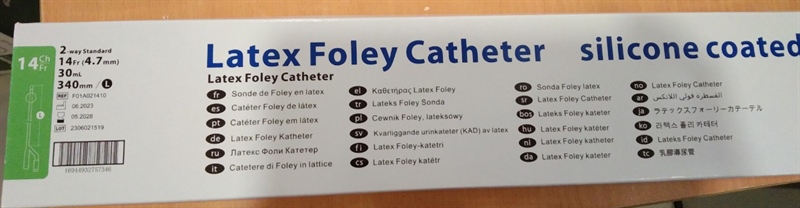 14 Ch Fr
2-way Standard
14Fr (4.7mm)
30mL
340mm / L
REF F01AS21410
06.2023
05.2028
LOT 2306021519
L
16944932757346
Latex Foley Catheter silicone coated
Latex Foley Catheter
fr Sonde de Foley en latex
es Catéter Foley de látex
pt Catéter Foley em látex
de Latex Foley Katheter
ru Латекс Фоли Катетер
it Catetere di Foley in lattice
el Καθετήρος Latex Foley
tr Lateks Foley Sonda
pl Cewnik Foley, lateksowy
sv Kvarliggande urinkateter (KAD) av latex
fi Latex Foley-katetri
cs Latex Foley katétr
ro Sonda Foley latex
sr Latex Foley Catheter
bos Lateks Foley kateter
hu Latex Foley katéter
nl Latex Foley katheter
da Latex Foley kateter
no Latex Foley Catheter
ar القسطره فولى اللاتكس
ja ラテックスフォーリーカテーテル
ko 라텍스 폴리 카테터
id Lateks Foley Catheter
tc 乳膠導尿管